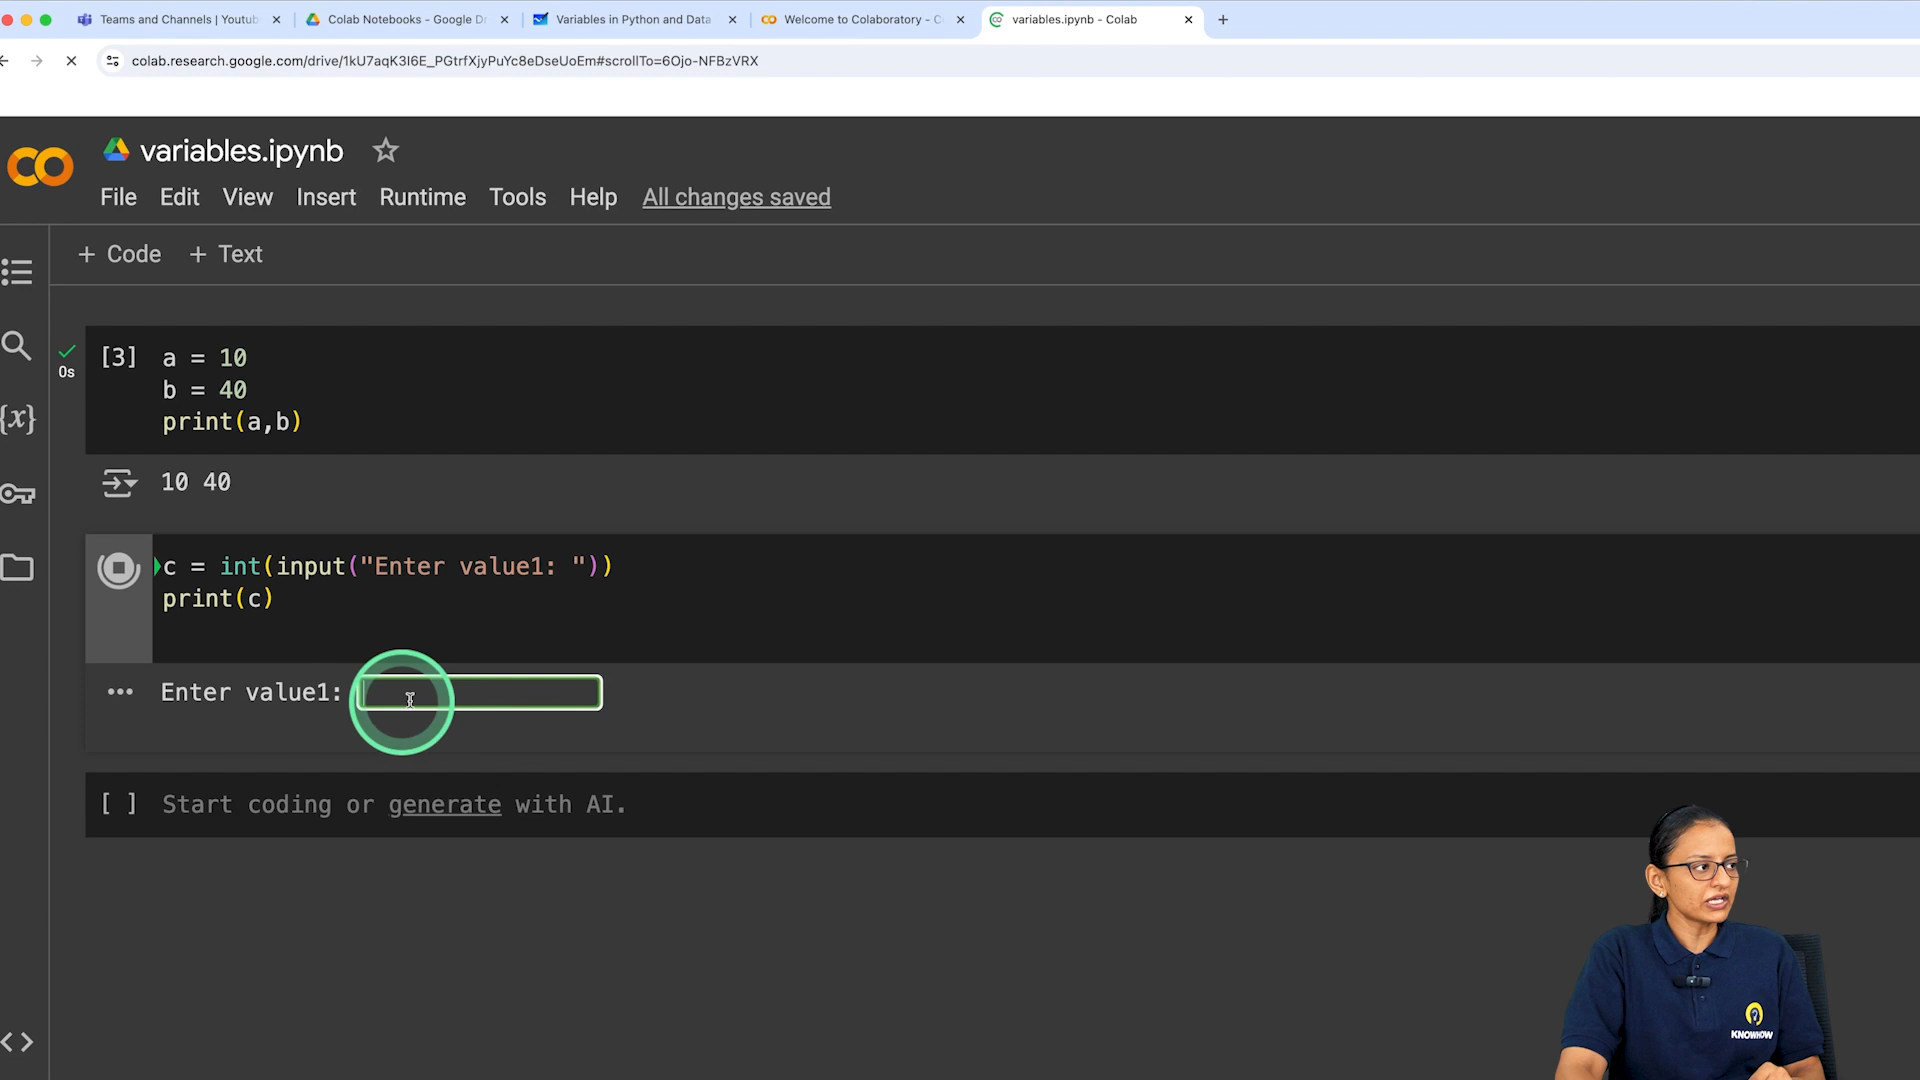 Teams and Channels | Youtub
Colab Notebooks - Google Dr
Variables in Python and Data
Welcome to Colaboratory - C
variables.ipynb - Colab
colab.research.google.com/drive/1kU7aqK3I6E_PGtrfXjyPuYc8eDseUoEm#scrollTo=6Ojo-NFBzVRX
variables.ipynb
File Edit View Insert Runtime Tools Help All changes saved
+ Code + Text
[3] a = 10
0s
b = 40
print(a,b)
10 40
c = int(input("Enter value1: "))
print(c)
Enter value1:
[ ] Start coding or generate with AI.
KNOWHOW